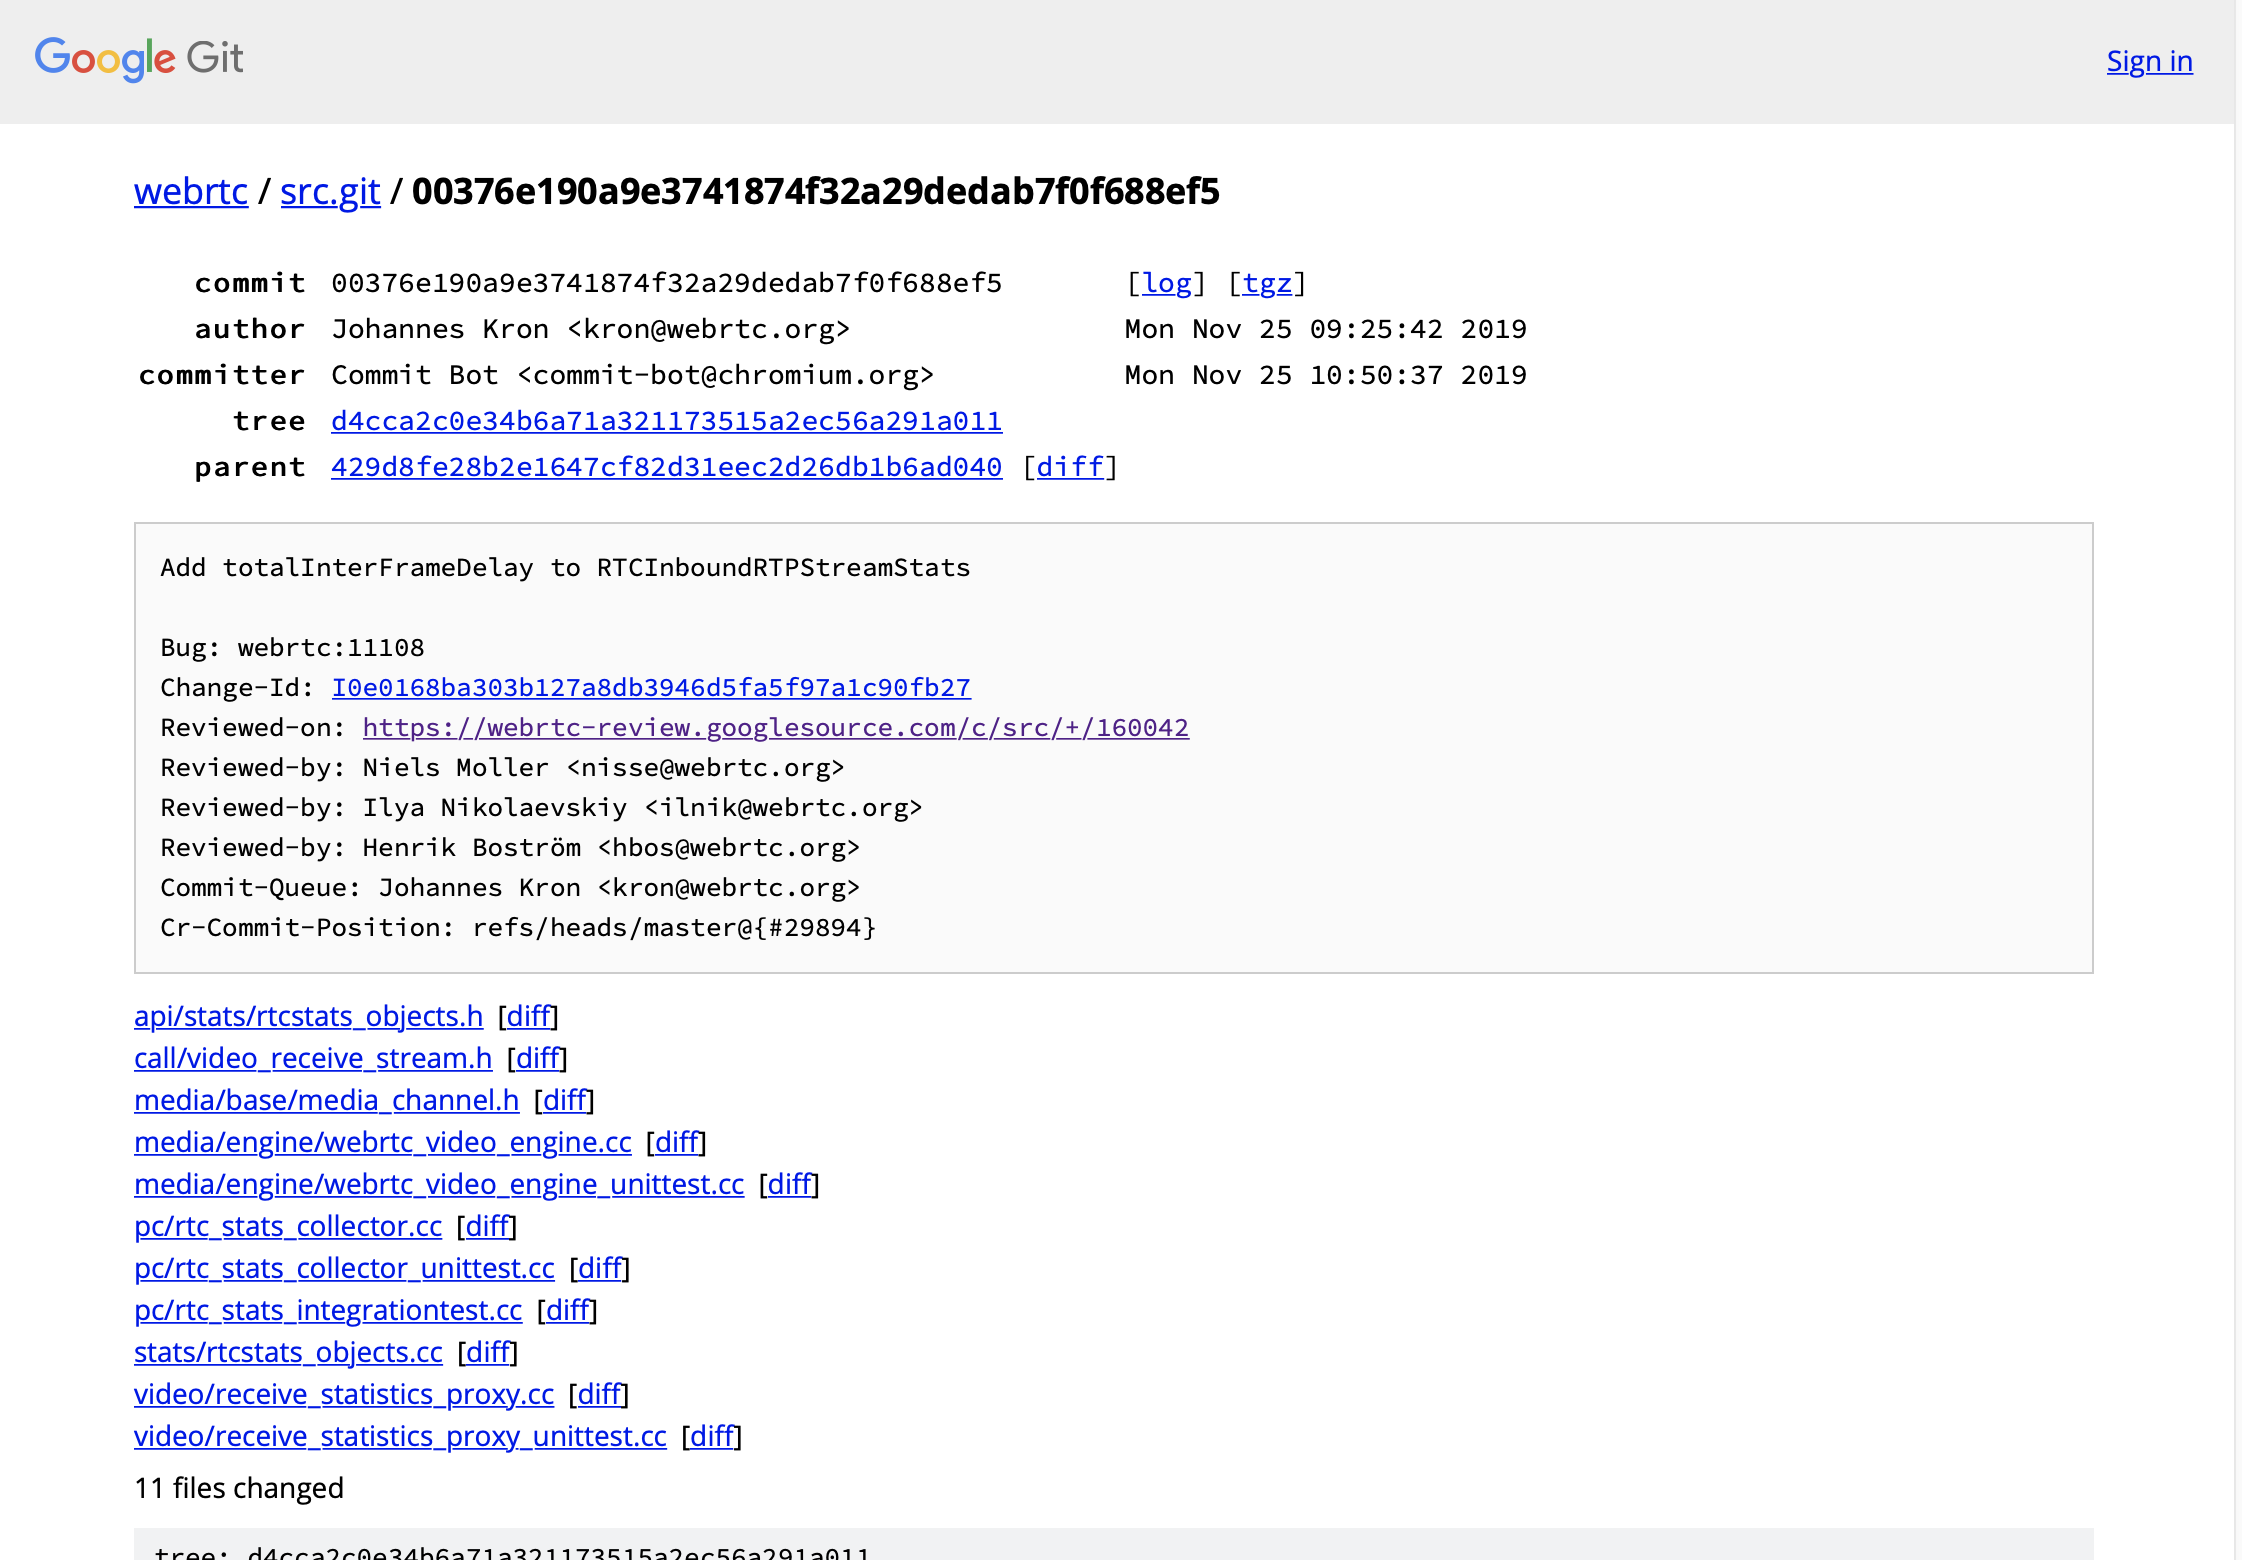 Google Git
Sign in
webrtc / src.git / 00376e190a9e3741874f32a29dedab7f0f688ef5
commit 00376e190a9e3741874f32a29dedab7f0f688ef5 [log] [tgz]
author Johannes Kron <kron@webrtc.org> Mon Nov 25 09:25:42 2019
committer Commit Bot <commit-bot@chromium.org> Mon Nov 25 10:50:37 2019
tree d4cca2c0e34b6a71a321173515a2ec56a291a011
parent 429d8fe28b2e1647cf82d31eec2d26db1b6ad040 [diff]
Add totalInterFrameDelay to RTCInboundRTPStreamStats
Bug: webrtc:11108
Change-Id: I0e0168ba303b127a8db3946d5fa5f97a1c90fb27
Reviewed-on: https://webrtc-review.googlesource.com/c/src/+/160042
Reviewed-by: Niels Moller <nisse@webrtc.org>
Reviewed-by: Ilya Nikolaevskiy <ilnik@webrtc.org>
Reviewed-by: Henrik Boström <hbos@webrtc.org>
Commit-Queue: Johannes Kron <kron@webrtc.org>
Cr-Commit-Position: refs/heads/master@{#29894}
api/stats/rtcstats_objects.h [diff]
call/video_receive_stream.h [diff]
media/base/media_channel.h [diff]
media/engine/webrtc_video_engine.cc [diff]
media/engine/webrtc_video_engine_unittest.cc [diff]
pc/rtc_stats_collector.cc [diff]
pc/rtc_stats_collector_unittest.cc [diff]
pc/rtc_stats_integrationtest.cc [diff]
stats/rtcstats_objects.cc [diff]
video/receive_statistics_proxy.cc [diff]
video/receive_statistics_proxy_unittest.cc [diff]
11 files changed
tree: d4cca2c0e34b6a71a321173515a2ec56a291a011